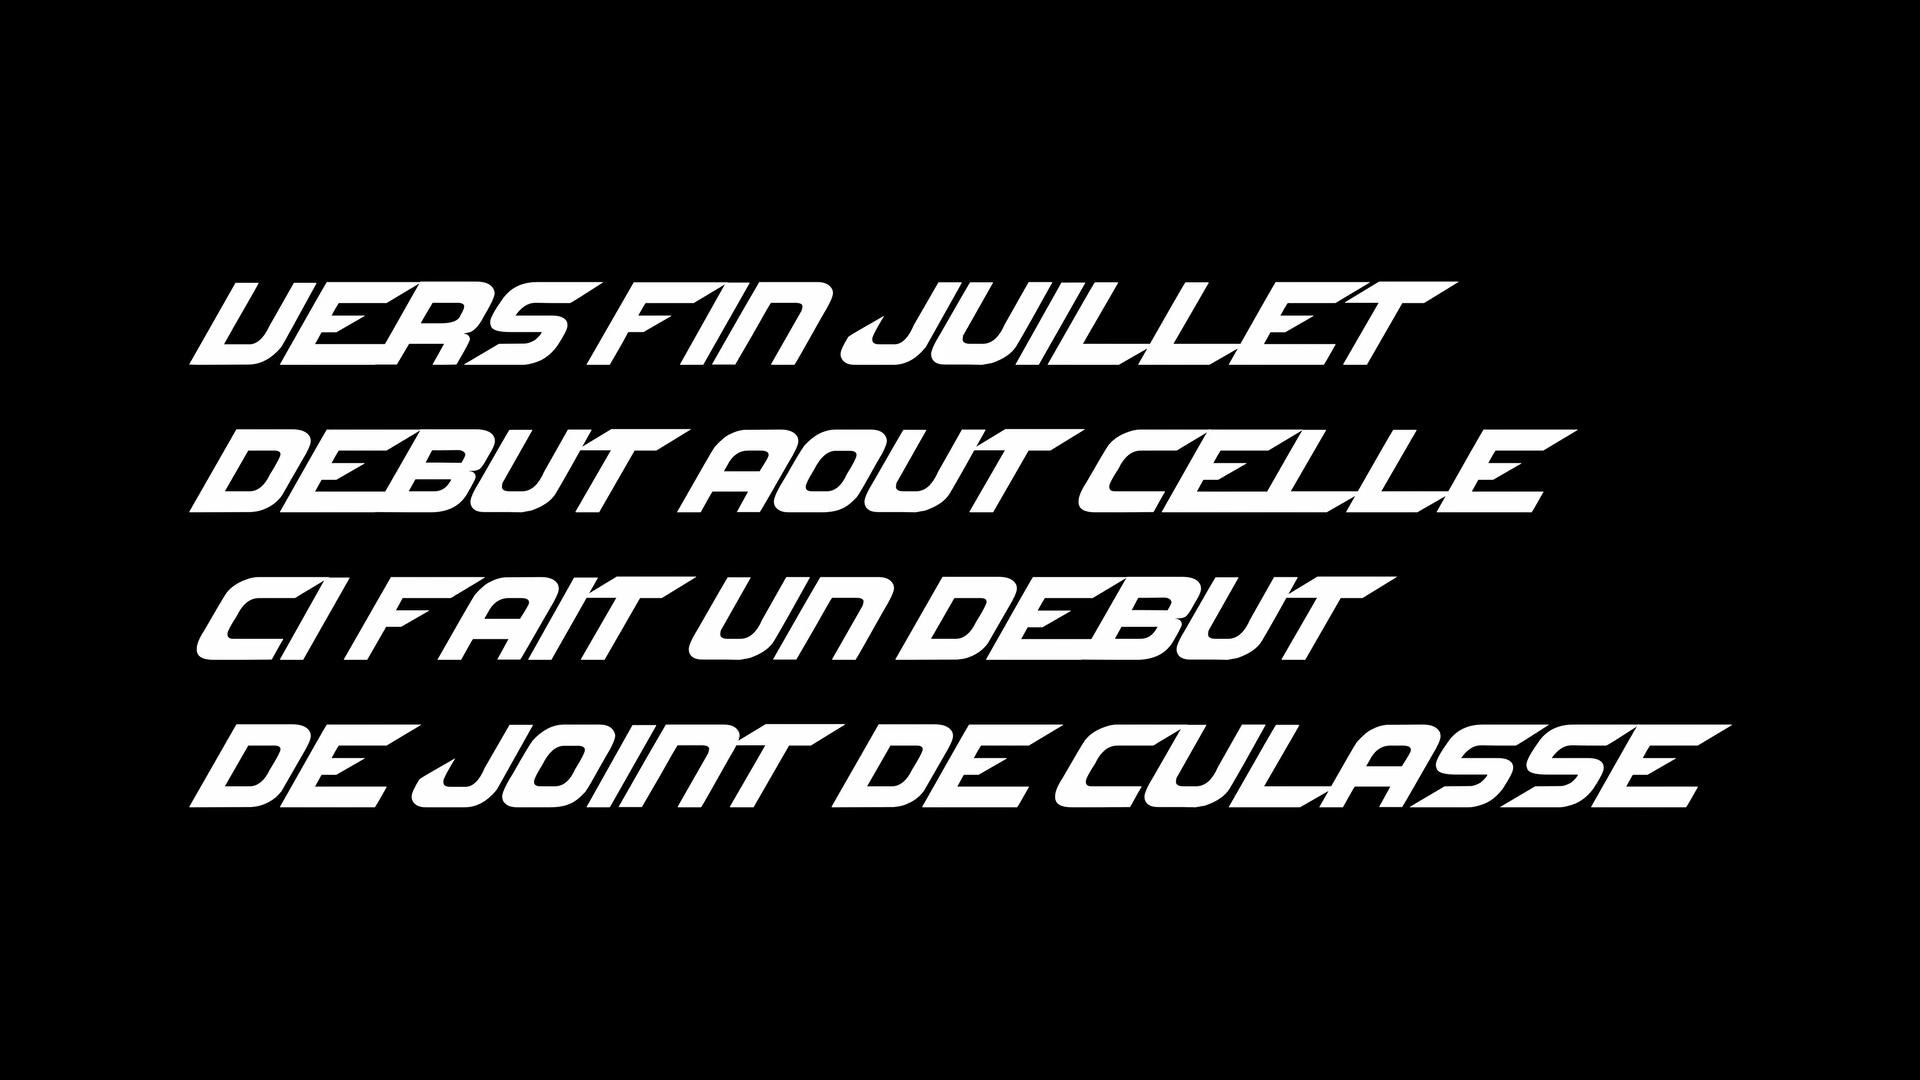 VERS FIN JUILLET
DEBUT AOUT CELLE
CI FAIT UN DEBUT
DE JOINT DE CULASSE